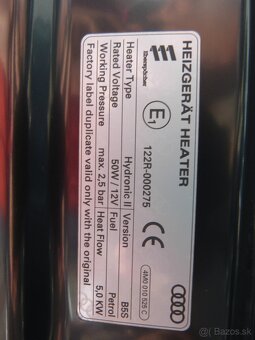 HEIZGERÄT HEATER
Eberspächer
E1
122R-000275
CE
4M0 010 525 C
Heater Type Hydronic II Version B5S
Rated Voltage 50W / 12V Fuel Petrol
Working Pressure max. 2,5 bar Heat Flow 5,0 KW
Factory label duplicate valid only with the original
Bazos.sk